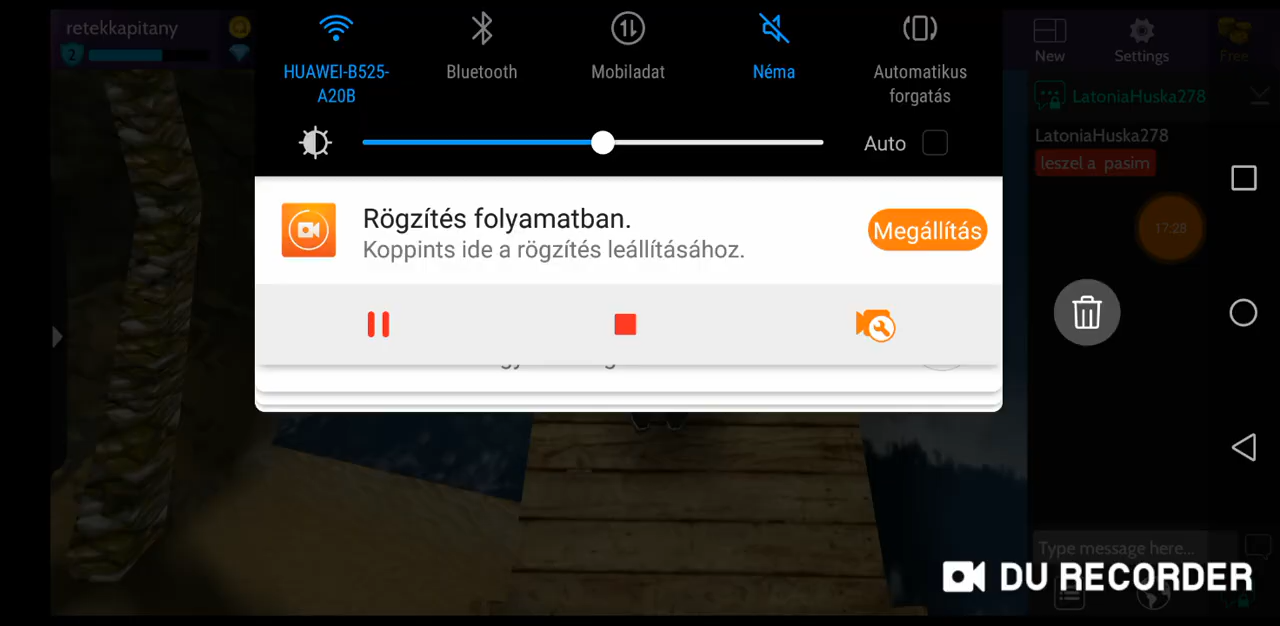 retekkapitany
2
HUAWEI-B525-
A20B
Bluetooth
Mobiladat
Néma
Automatikus
forgatás
New
Settings
Free
LatoniaHuska278
Auto
LatoniaHuska278
leszel a pasim
Rögzítés folyamatban.
Koppints ide a rögzítés leállításához.
Megállítás
17:28
Type message here...
DU RECORDER